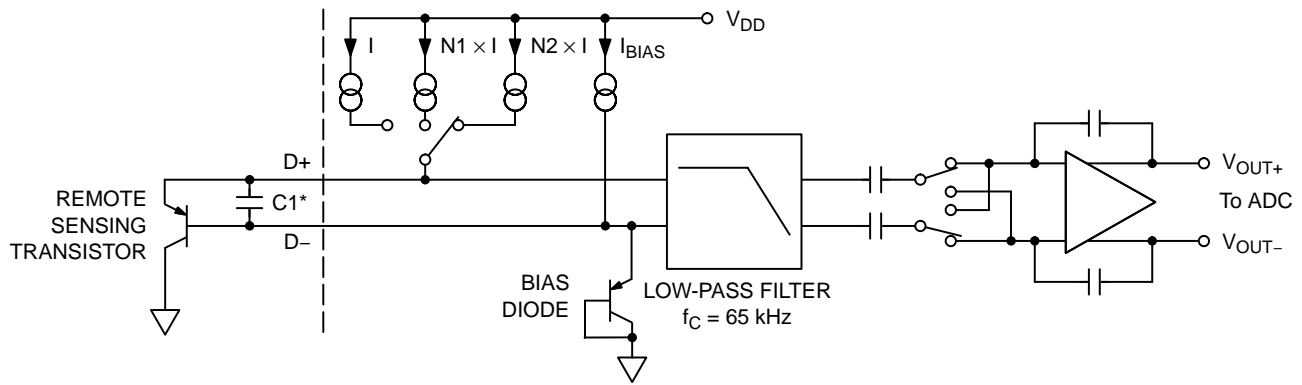 V_DD
I
N1 × I
N2 × I
I_BIAS
D+
REMOTE
SENSING
TRANSISTOR
C1*
D−
BIAS
DIODE
LOW-PASS FILTER
f_C = 65 kHz
V_OUT+
To ADC
V_OUT−